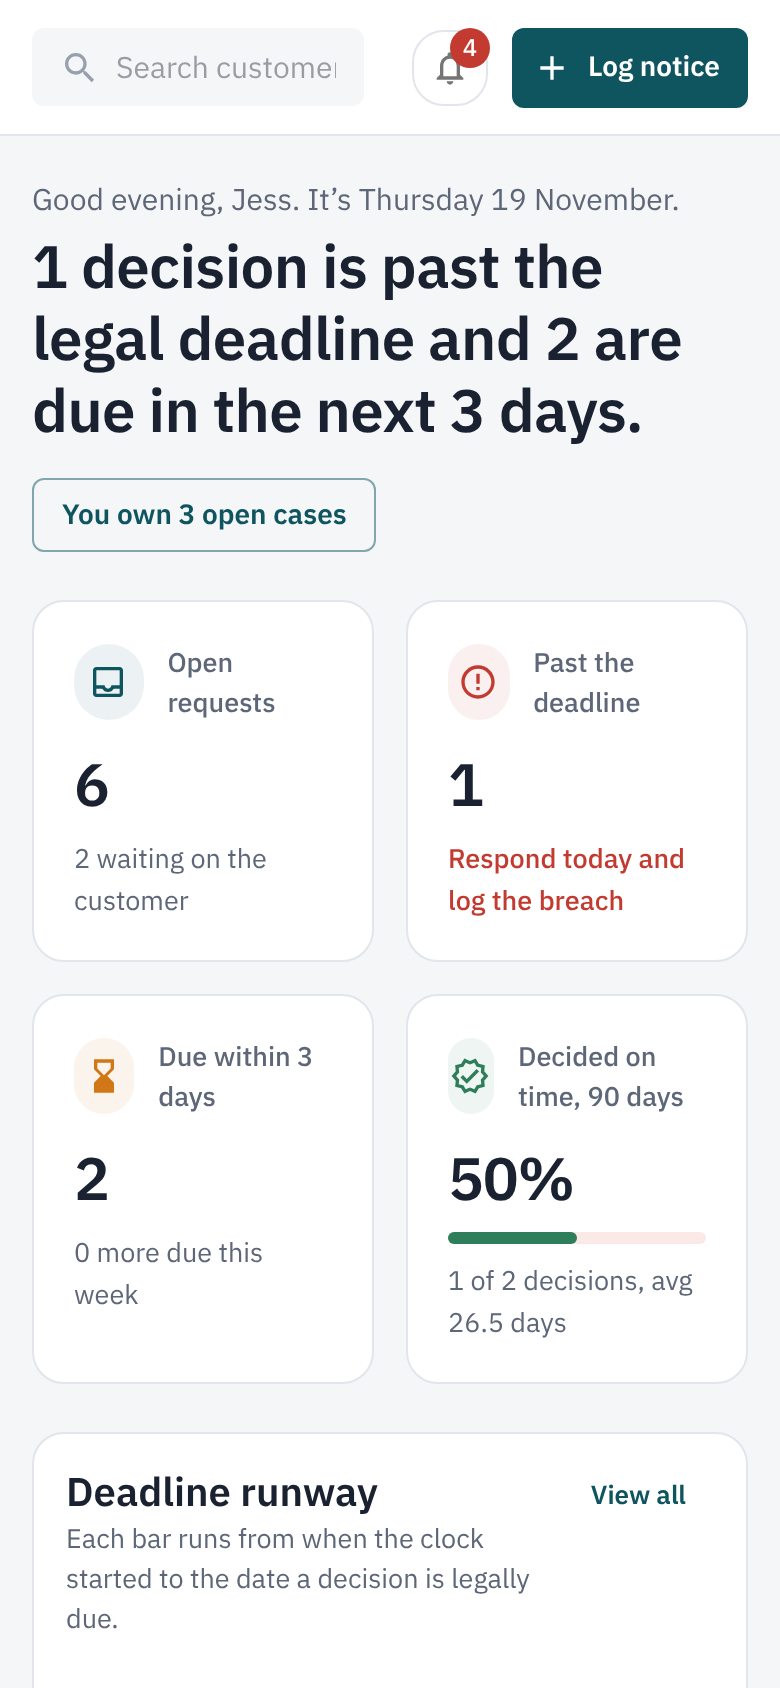 Search customer
4
Log notice
Good evening, Jess. It’s Thursday 19 November.
1 decision is past the
legal deadline and 2 are
due in the next 3 days.
You own 3 open cases
Open
requests
6
2 waiting on the
customer
Past the
deadline
1
Respond today and
log the breach
Due within 3
days
2
0 more due this
week
Decided on
time, 90 days
50%
1 of 2 decisions, avg
26.5 days
Deadline runway
View all
Each bar runs from when the clock
started to the date a decision is legally
due.